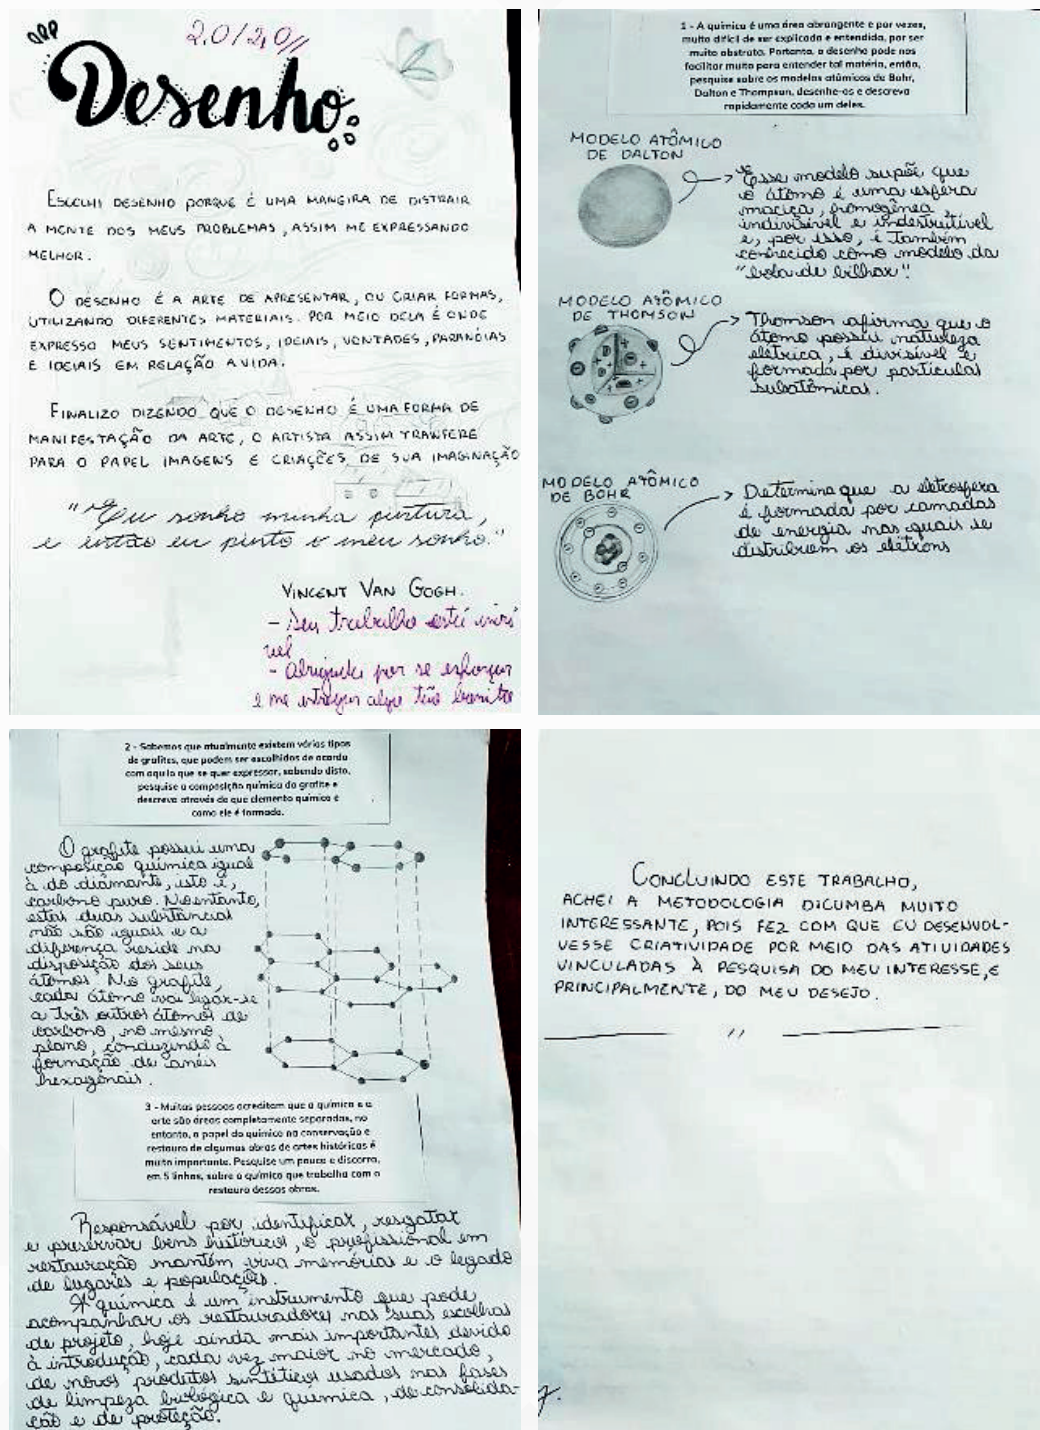 2,0/2,0//
Desenho
ESCOLHI DESENHO PORQUE É UMA MANEIRA DE DISTRAIR
A MENTE DOS MEUS PROBLEMAS, ASSIM ME EXPRESSANDO
MELHOR.
O DESENHO É A ARTE DE APRESENTAR, OU CRIAR FORMAS,
UTILIZANDO DIFERENTES MATERIAIS. POR MEIO DELA É ONDE
EXPRESSO MEUS SENTIMENTOS, IDEIAIS, VONTADES, PARANÓIAS
E IDEIAIS EM RELAÇÃO A VIDA.
FINALIZO DIZENDO QUE O DESENHO É UMA FORMA DE
MANIFESTAÇÃO DA ARTE, O ARTISTA ASSIM TRANFERE
PARA O PAPEL IMAGENS E CRIAÇÕES DE SUA IMAGINAÇÃO
"Eu sonho minha pintura,
e então eu pinto o meu sonho."
VINCENT VAN GOGH.
- Seu trabalho está incrí
vel
- Obrigada por se esforçar
e me entregar algo tão bonito
1 - A química é uma área abrangente e por vezes,
muito difícil de ser explicada e entendida, por ser
muito abstrata. Portanto, o desenho pode nos
facilitar muito para entender tal matéria, então,
pesquise sobre os modelos atômicos de Bohr,
Dalton e Thompson, desenhe-os e descreva
rapidamente cada um deles.
MODELO ATÔMICO
DE DALTON
Esse modelo supõe que
o átomo é uma esfera
maciça, homogênea,
indivisível e indestrutível
e, por isso, é também
conhecido como modelo da
"bola de bilhar".
MODELO ATÔMICO
DE THOMSON
Thomson afirma que o
átomo possui natureza
elétrica, é divisível e
formada por partículas
subatômicas.
MODELO ATÔMICO
DE BOHR
Determina que a eletrosfera
é formada por camadas
de energia nas quais se
distribuem os elétrons
2 - Sabemos que atualmente existem vários tipos
de grafites, que podem ser escolhidos de acordo
com aquilo que se quer expressar, sabendo disto,
pesquise a composição química do grafite e
descreva através de que elemento químico é
como ele é formado.
O grafite possui uma
composição química igual
à do diamante, isto é,
carbono puro. No entanto,
estas duas substâncias
não são iguais e a
diferença reside na
disposição dos seus
átomos. No grafite,
cada átomo vai ligar-se
a três outros átomos de
carbono, no mesmo
plano, conduzindo à
formação de anéis
hexagonais.
3 - Muitas pessoas acreditam que a química e a
arte são áreas completamente separadas, no
entanto, o papel do químico na conservação e
restauro de algumas obras de artes históricas é
muito importante. Pesquise um pouco e discorra,
em 5 linhas, sobre o químico que trabalha com o
restauro dessas obras.
Responsável por identificar, resgatar
e preservar bens históricos, o profissional em
restauração mantém viva memórias e o legado
de lugares e populações.
A química é um instrumento que pode
acompanhar os restauradores nas suas escolhas
de projeto, hoje ainda mais importantes devido
à introdução, cada vez maior no mercado,
de novos produtos sintéticos usados nas fases
de limpeza biológica e química, de consolida-
ção e de proteção.
CONCLUINDO ESTE TRABALHO,
ACHEI A METODOLOGIA DICUMBA MUITO
INTERESSANTE, POIS FEZ COM QUE EU DESENVOL-
VESSE CRIATIVIDADE POR MEIO DAS ATIVIDADES
VINCULADAS À PESQUISA DO MEU INTERESSE, E
PRINCIPALMENTE, DO MEU DESEJO.